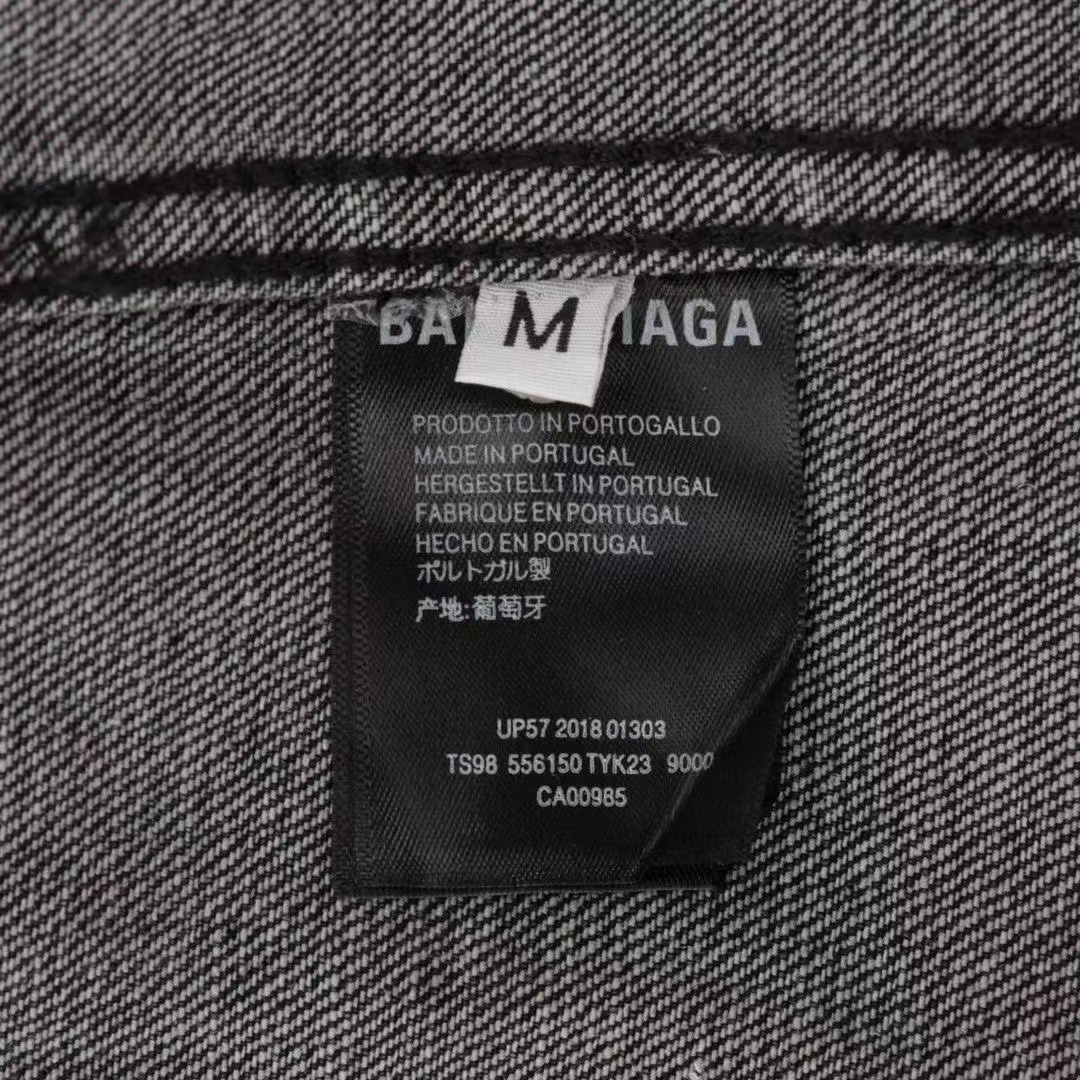 BA IAGA
M
PRODOTTO IN PORTOGALLO
MADE IN PORTUGAL
HERGESTELLT IN PORTUGAL
FABRIQUE EN PORTUGAL
HECHO EN PORTUGAL
ポルトガル製
产地:葡萄牙
UP57 2018 01303
TS98 556150 TYK23 9000
CA00985